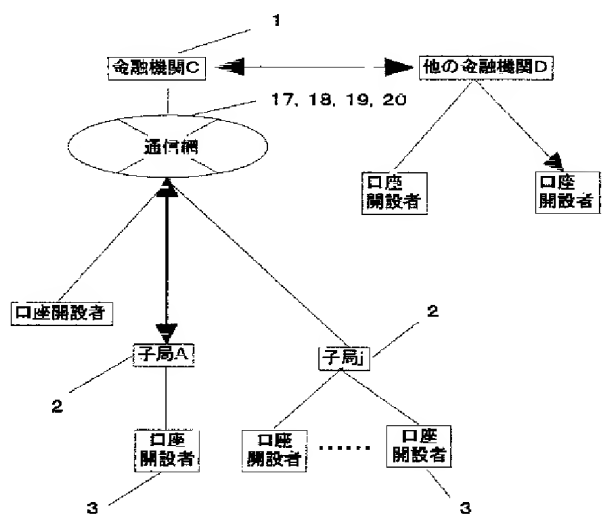 1
金融機関C
他の金融機関D
17, 18, 19, 20
通信網
口座
開設者
口座
開設者
口座開設者
子局A
子局j
2
2
口座
開設者
口座
開設者
……
口座
開設者
3
3